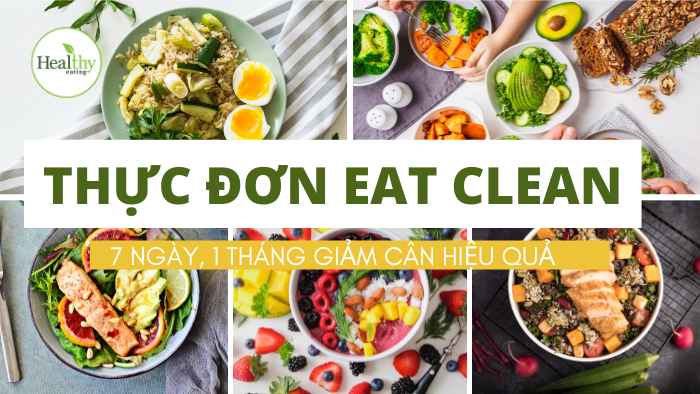 Healthy
eating
THỰC ĐƠN EAT CLEAN
7 NGÀY, 1 THÁNG GIẢM CÂN HIỆU QUẢ